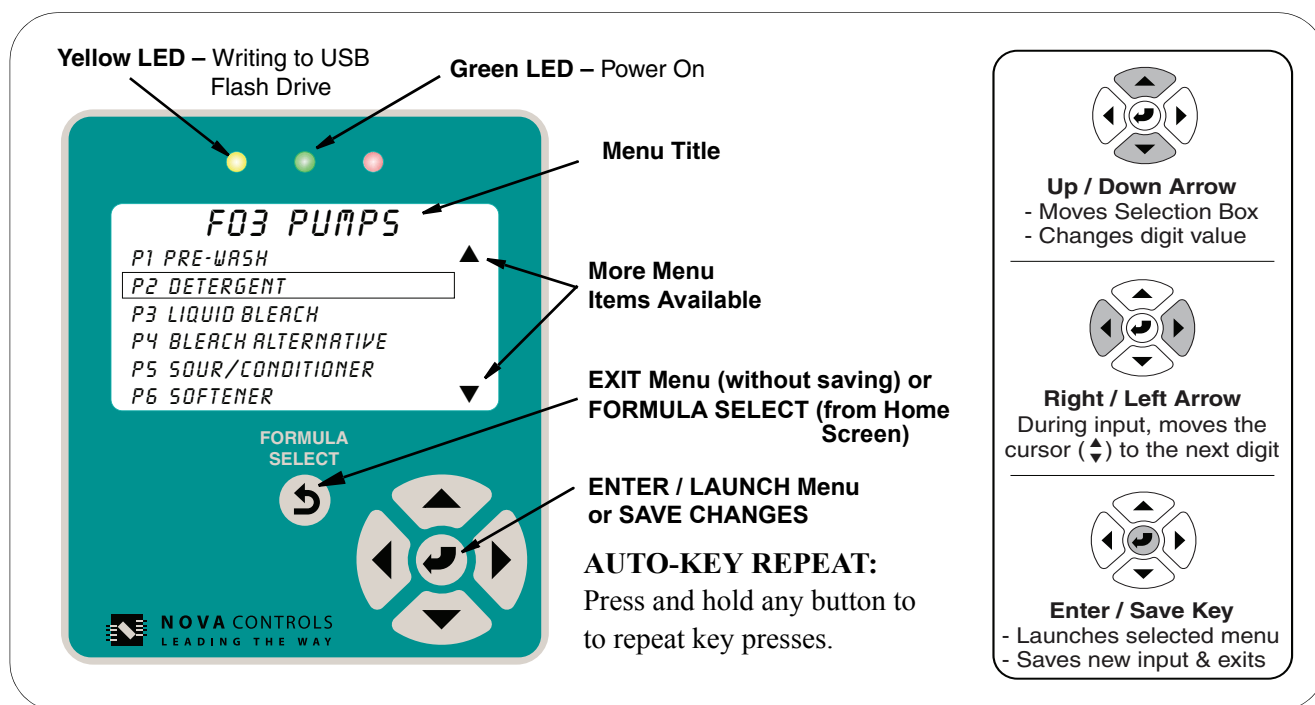 Yellow LED – Writing to USB
Flash Drive
Green LED – Power On
Menu Title
F03 PUMPS
P1 PRE-WASH
P2 DETERGENT
P3 LIQUID BLEACH
P4 BLEACH ALTERNATIVE
P5 SOUR/CONDITIONER
P6 SOFTENER
More Menu
Items Available
EXIT Menu (without saving) or
FORMULA SELECT (from Home
Screen)
FORMULA
SELECT
ENTER / LAUNCH Menu
or SAVE CHANGES
AUTO-KEY REPEAT:
Press and hold any button to
to repeat key presses.
NOVA CONTROLS
LEADING THE WAY
Up / Down Arrow
- Moves Selection Box
- Changes digit value
Right / Left Arrow
During input, moves the
cursor ( ) to the next digit
Enter / Save Key
- Launches selected menu
- Saves new input & exits